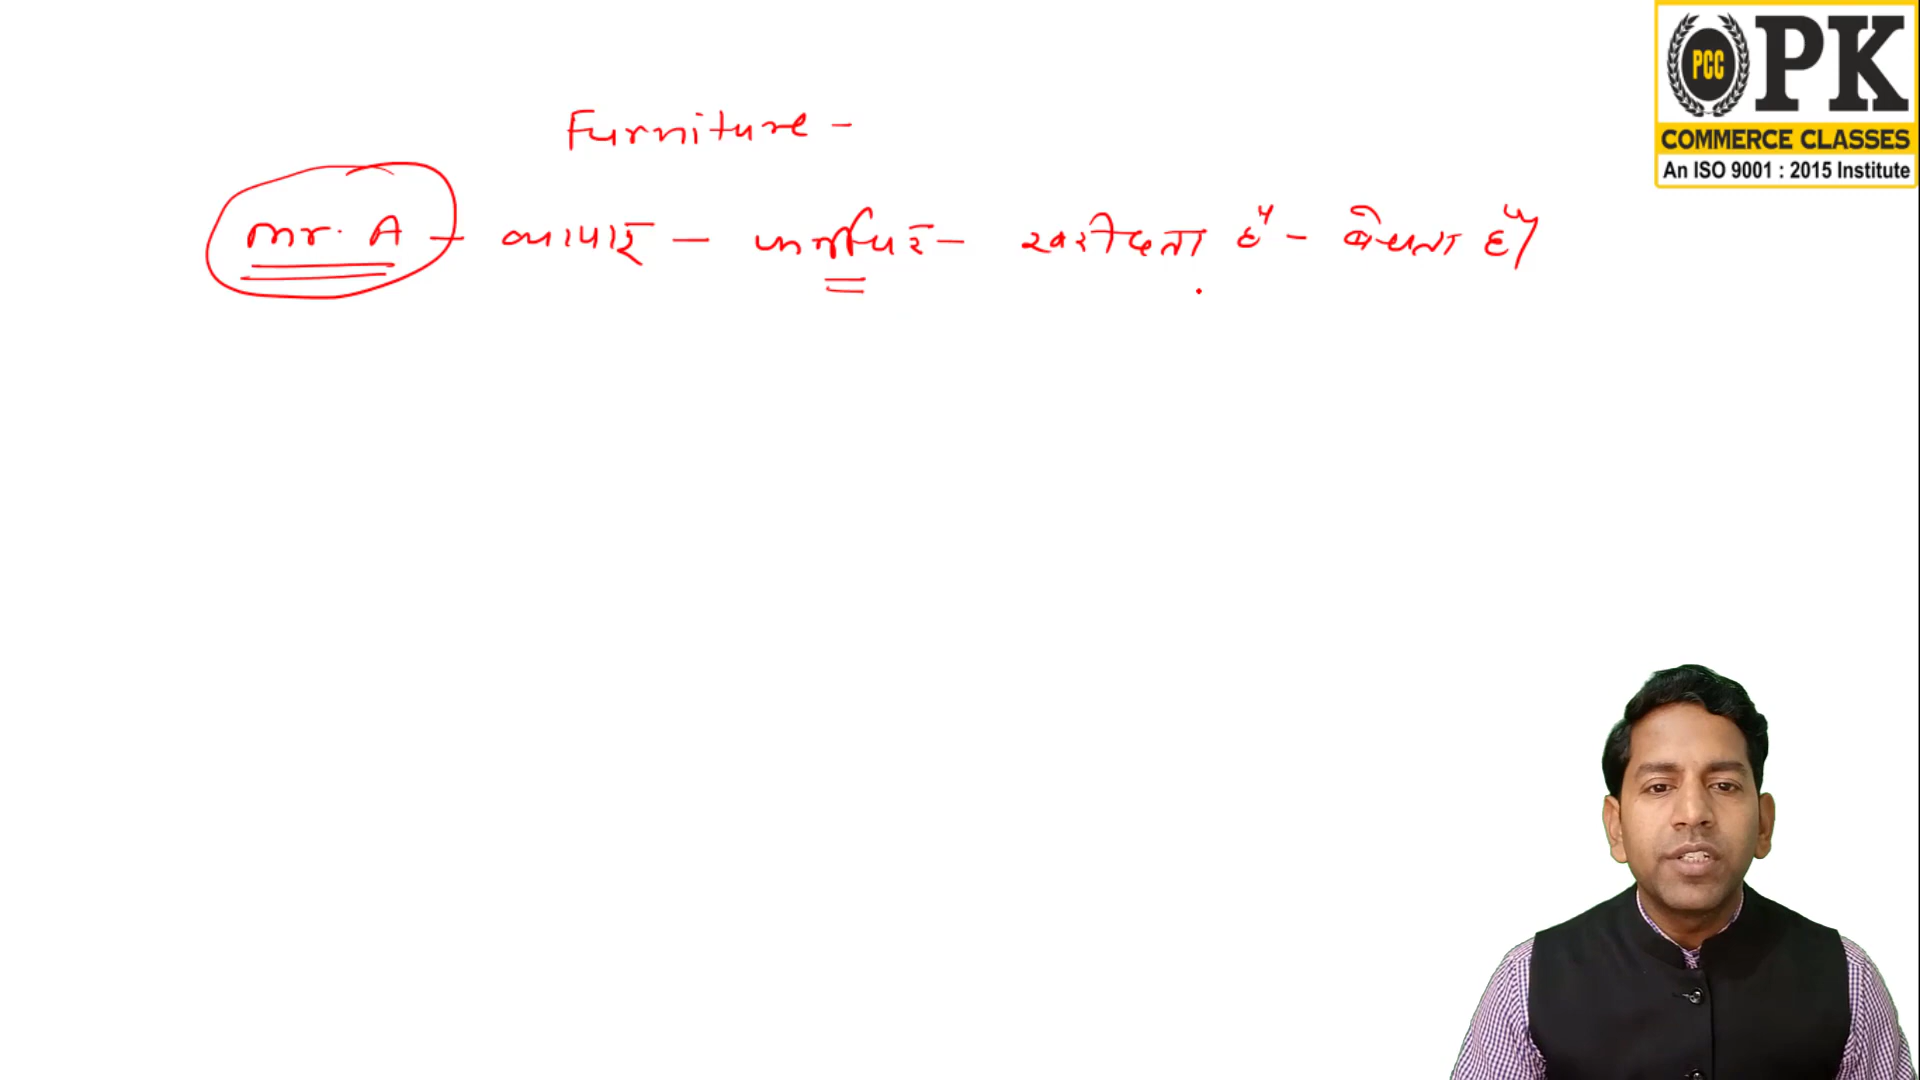 Furniture -
Mr. A - व्यापार - फर्नीचर - खरीदता है - बेचता है
PCC PK
COMMERCE CLASSES
An ISO 9001 : 2015 Institute